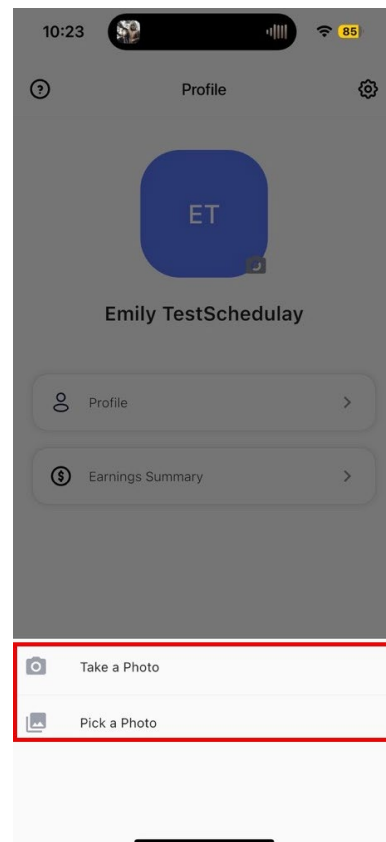 10:23
85
Profile
ET
Emily TestSchedulay
Profile
Earnings Summary
Take a Photo
Pick a Photo